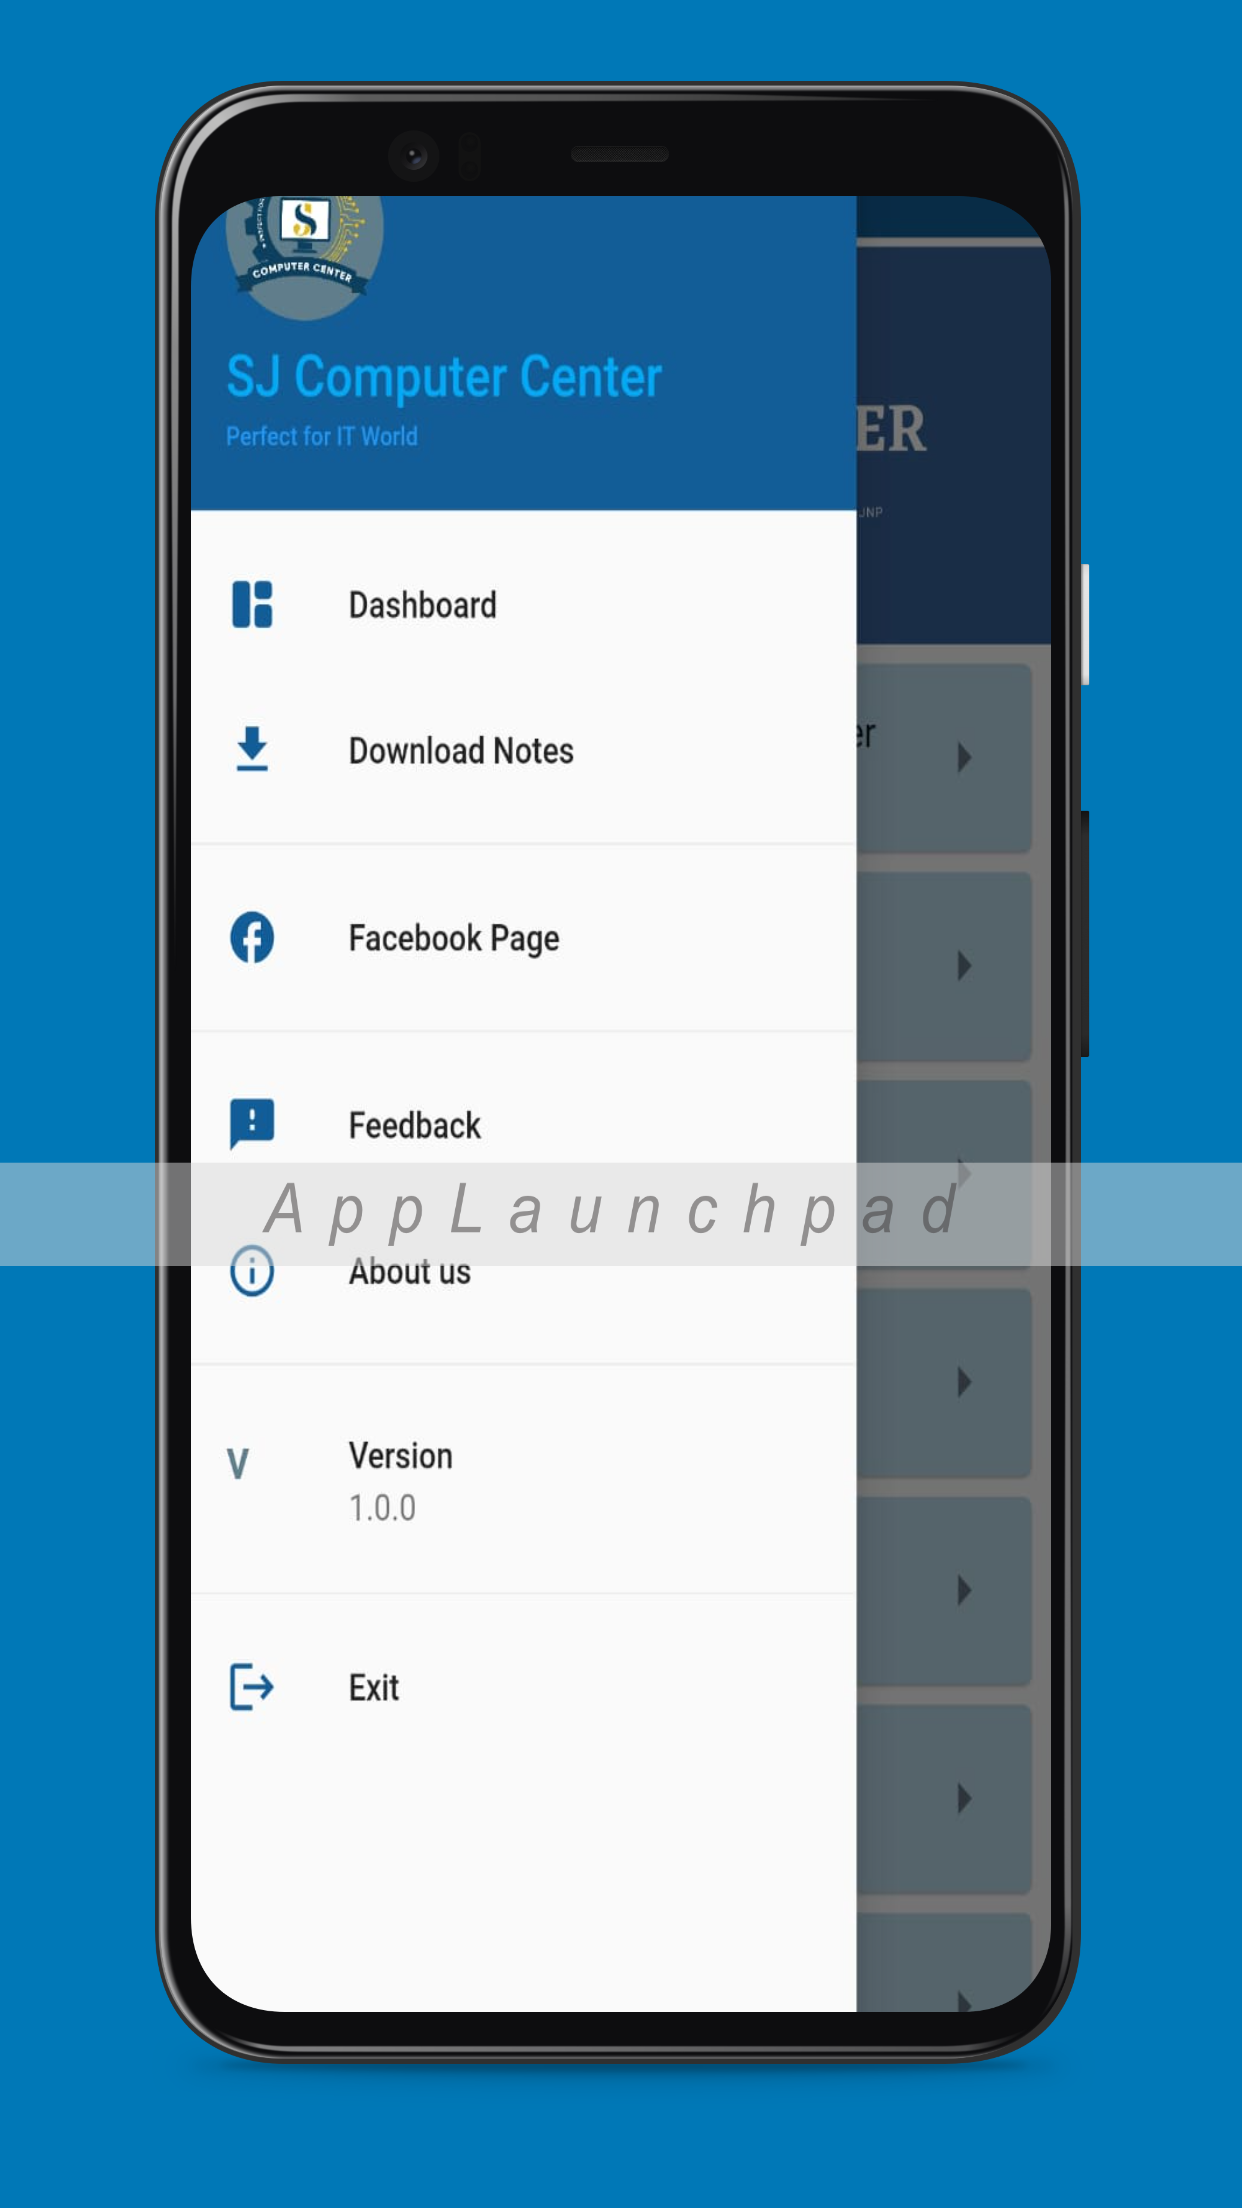 S
COMPUTER CENTER
SJ Computer Center
Perfect for IT World
ER
JNP
Dashboard
er
Download Notes
Facebook Page
Feedback
AppLaunchpad
About us
V Version
1.0.0
Exit